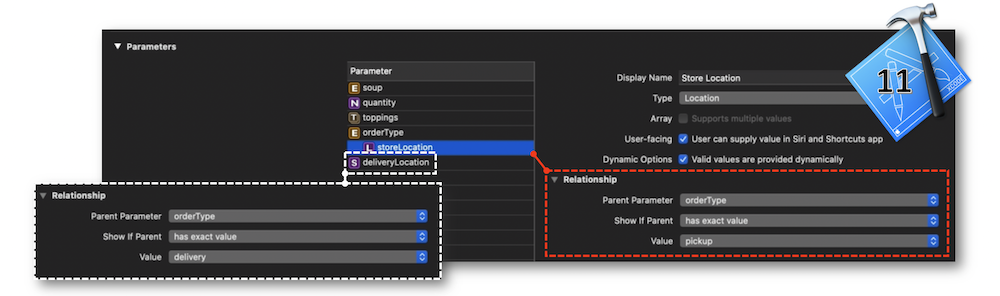 Parameters
Parameter
E soup
N quantity
T toppings
E orderType
L storeLocation
S deliveryLocation
Display Name Store Location
Type Location
Array Supports multiple values
User-facing User can supply value in Siri and Shortcuts app
Dynamic Options Valid values are provided dynamically
Relationship
Parent Parameter orderType
Show If Parent has exact value
Value pickup
Relationship
Parent Parameter orderType
Show If Parent has exact value
Value delivery
11
XCODE